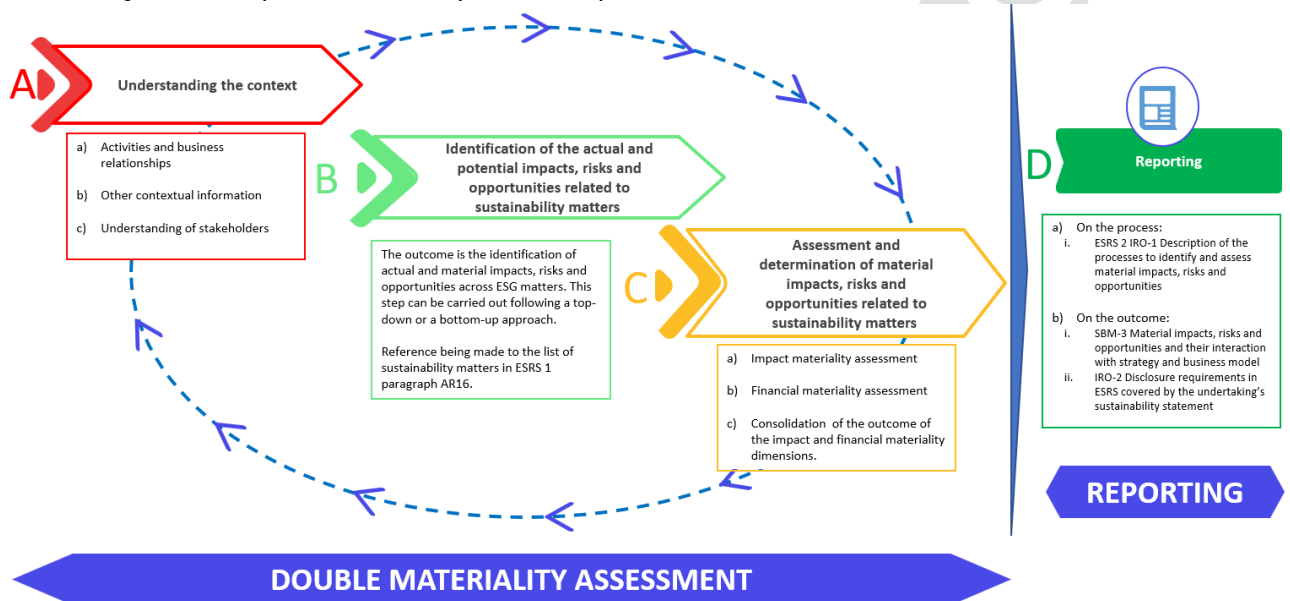 A
Understanding the context
a) Activities and business
relationships
b) Other contextual information
c) Understanding of stakeholders
B
Identification of the actual and
potential impacts, risks and
opportunities related to
sustainability matters
The outcome is the identification of
actual and material impacts, risks and
opportunities across ESG matters. This
step can be carried out following a top-
down or a bottom-up approach.
Reference being made to the list of
sustainability matters in ESRS 1
paragraph AR16.
C
Assessment and
determination of material
impacts, risks and
opportunities related to
sustainability matters
a) Impact materiality assessment
b) Financial materiality assessment
c) Consolidation of the outcome of
the impact and financial materiality
dimensions.
DOUBLE MATERIALITY ASSESSMENT
D
Reporting
a) On the process:
i. ESRS 2 IRO-1 Description of the
processes to identify and assess
material impacts, risks and
opportunities
b) On the outcome:
i. SBM-3 Material impacts, risks and
opportunities and their interaction
with strategy and business model
ii. IRO-2 Disclosure requirements in
ESRS covered by the undertaking's
sustainability statement
REPORTING